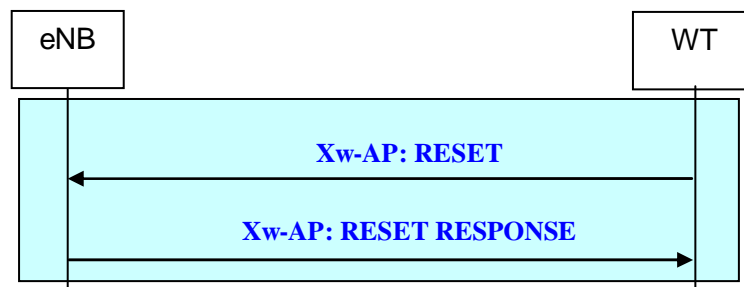 eNB
WT
Xw-AP: RESET
Xw-AP: RESET RESPONSE